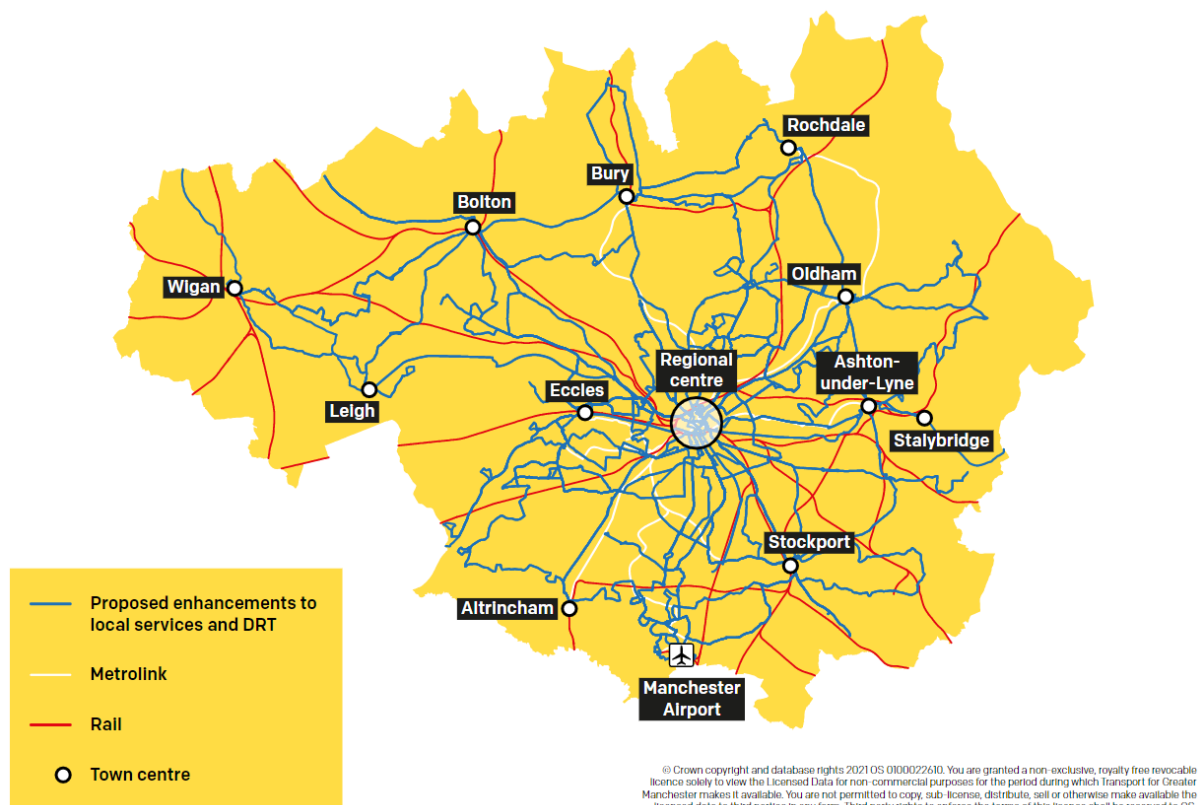 Rochdale
Bury
Bolton
Oldham
Wigan
Regional
centre
Ashton-
under-Lyne
Eccles
Leigh
Stalybridge
Stockport
Proposed enhancements to
local services and DRT
Altrincham
Metrolink
Manchester
Airport
Rail
Town centre
© Crown copyright and database rights 2021 OS 0100022610. You are granted a non-exclusive, royalty free revocable
licence solely to view the Licensed Data for non-commercial purposes for the period during which Transport for Greater
Manchester makes it available. You are not permitted to copy, sub-license, distribute, sell or otherwise make available the